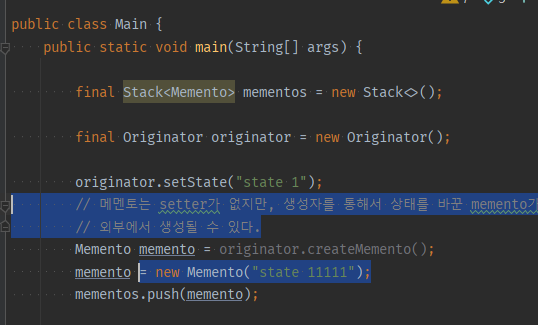 public class Main {
public static void main(String[] args) {
final Stack<Memento> mementos = new Stack<>();
final Originator originator = new Originator();
originator.setState("state 1");
// 메멘토는 setter가 없지만, 생성자를 통해서 상태를 바꾼 memento가
// 외부에서 생성될 수 있다.
Memento memento = originator.createMemento();
memento = new Memento("state 11111");
mementos.push(memento);